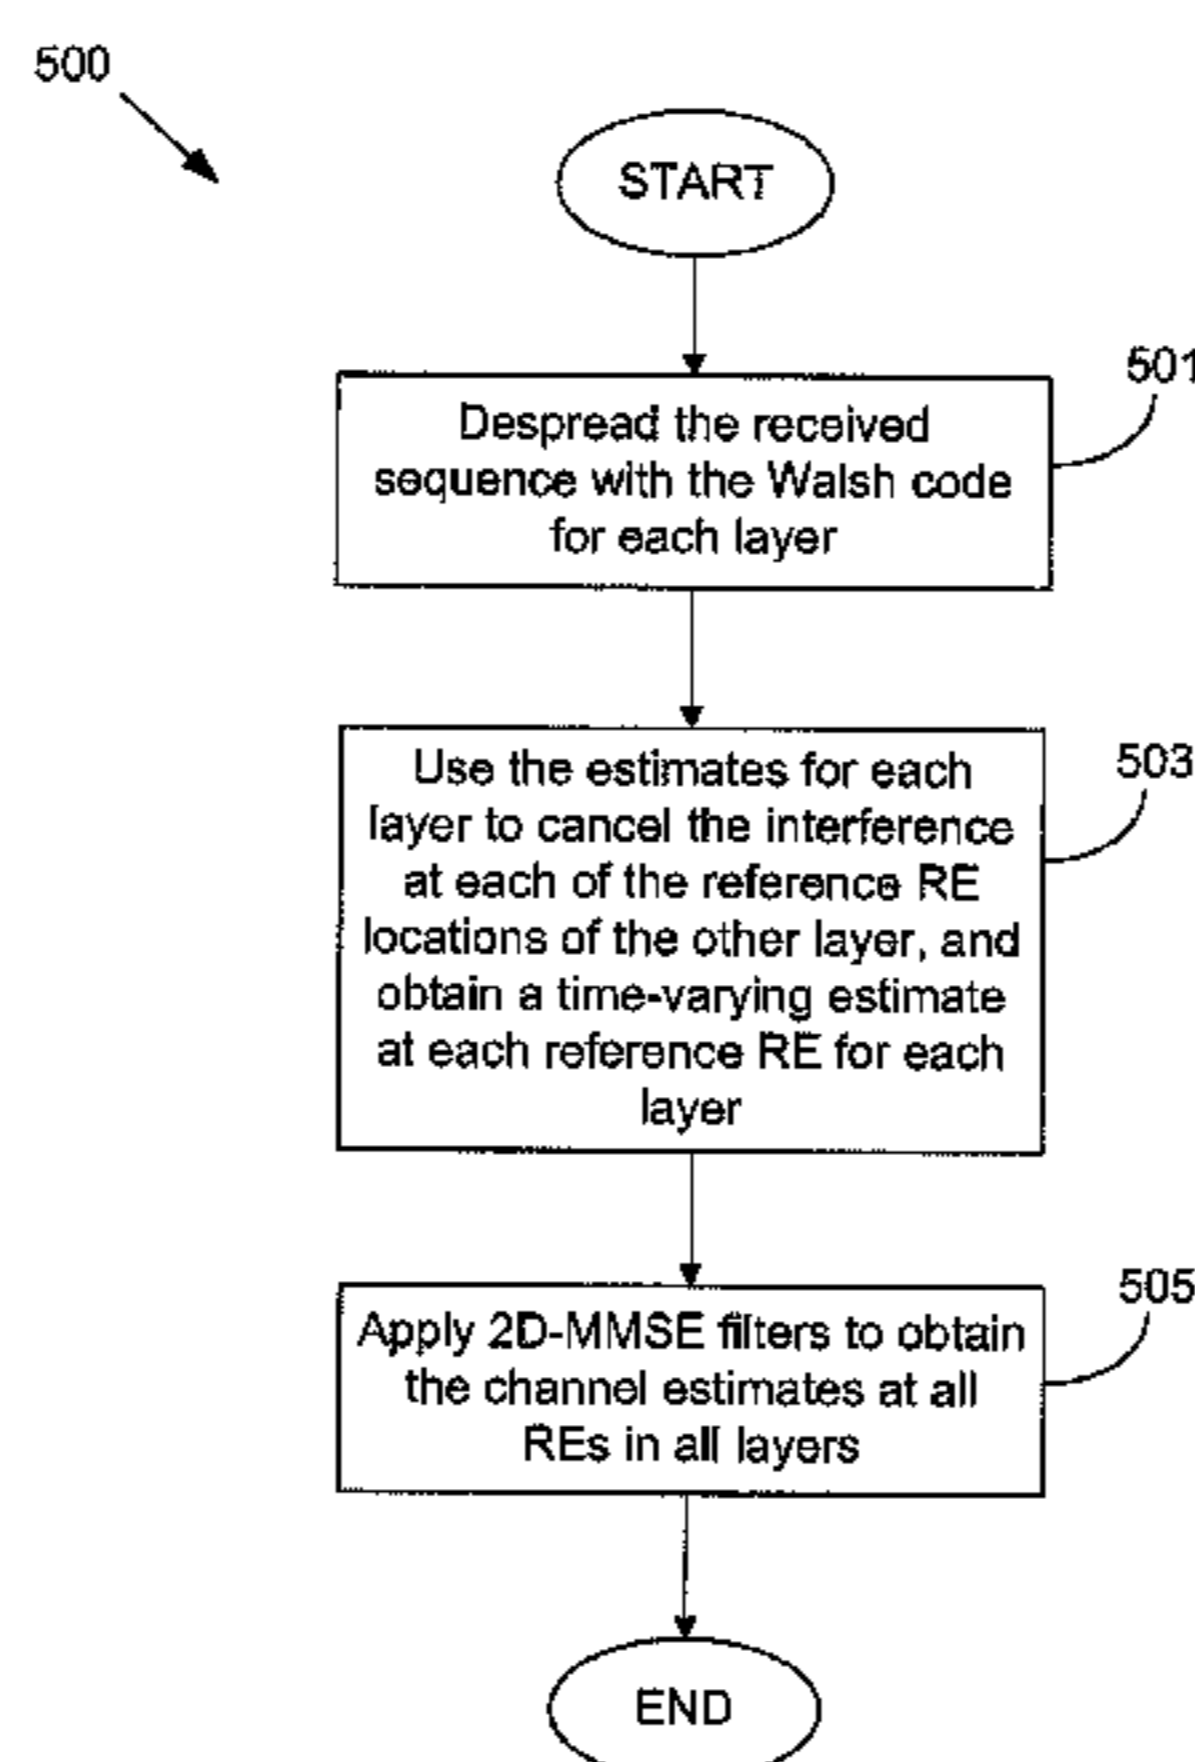 500
START
501
Despread the received
sequence with the Walsh code
for each layer
503
Use the estimates for each
layer to cancel the interference
at each of the reference RE
locations of the other layer, and
obtain a time-varying estimate
at each reference RE for each
layer
505
Apply 2D-MMSE filters to obtain
the channel estimates at all
REs in all layers
END